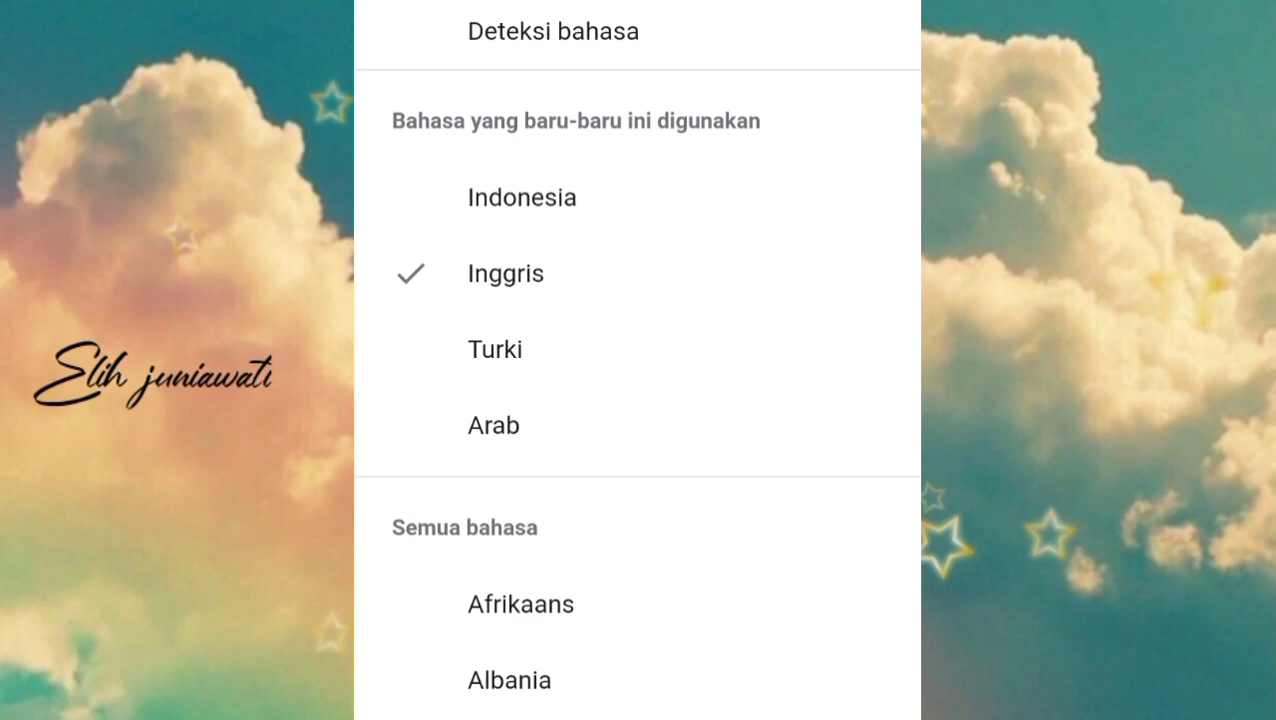 Deteksi bahasa
Bahasa yang baru-baru ini digunakan
Indonesia
Inggris
Turki
Arab
Semua bahasa
Afrikaans
Albania
Elih juniawati